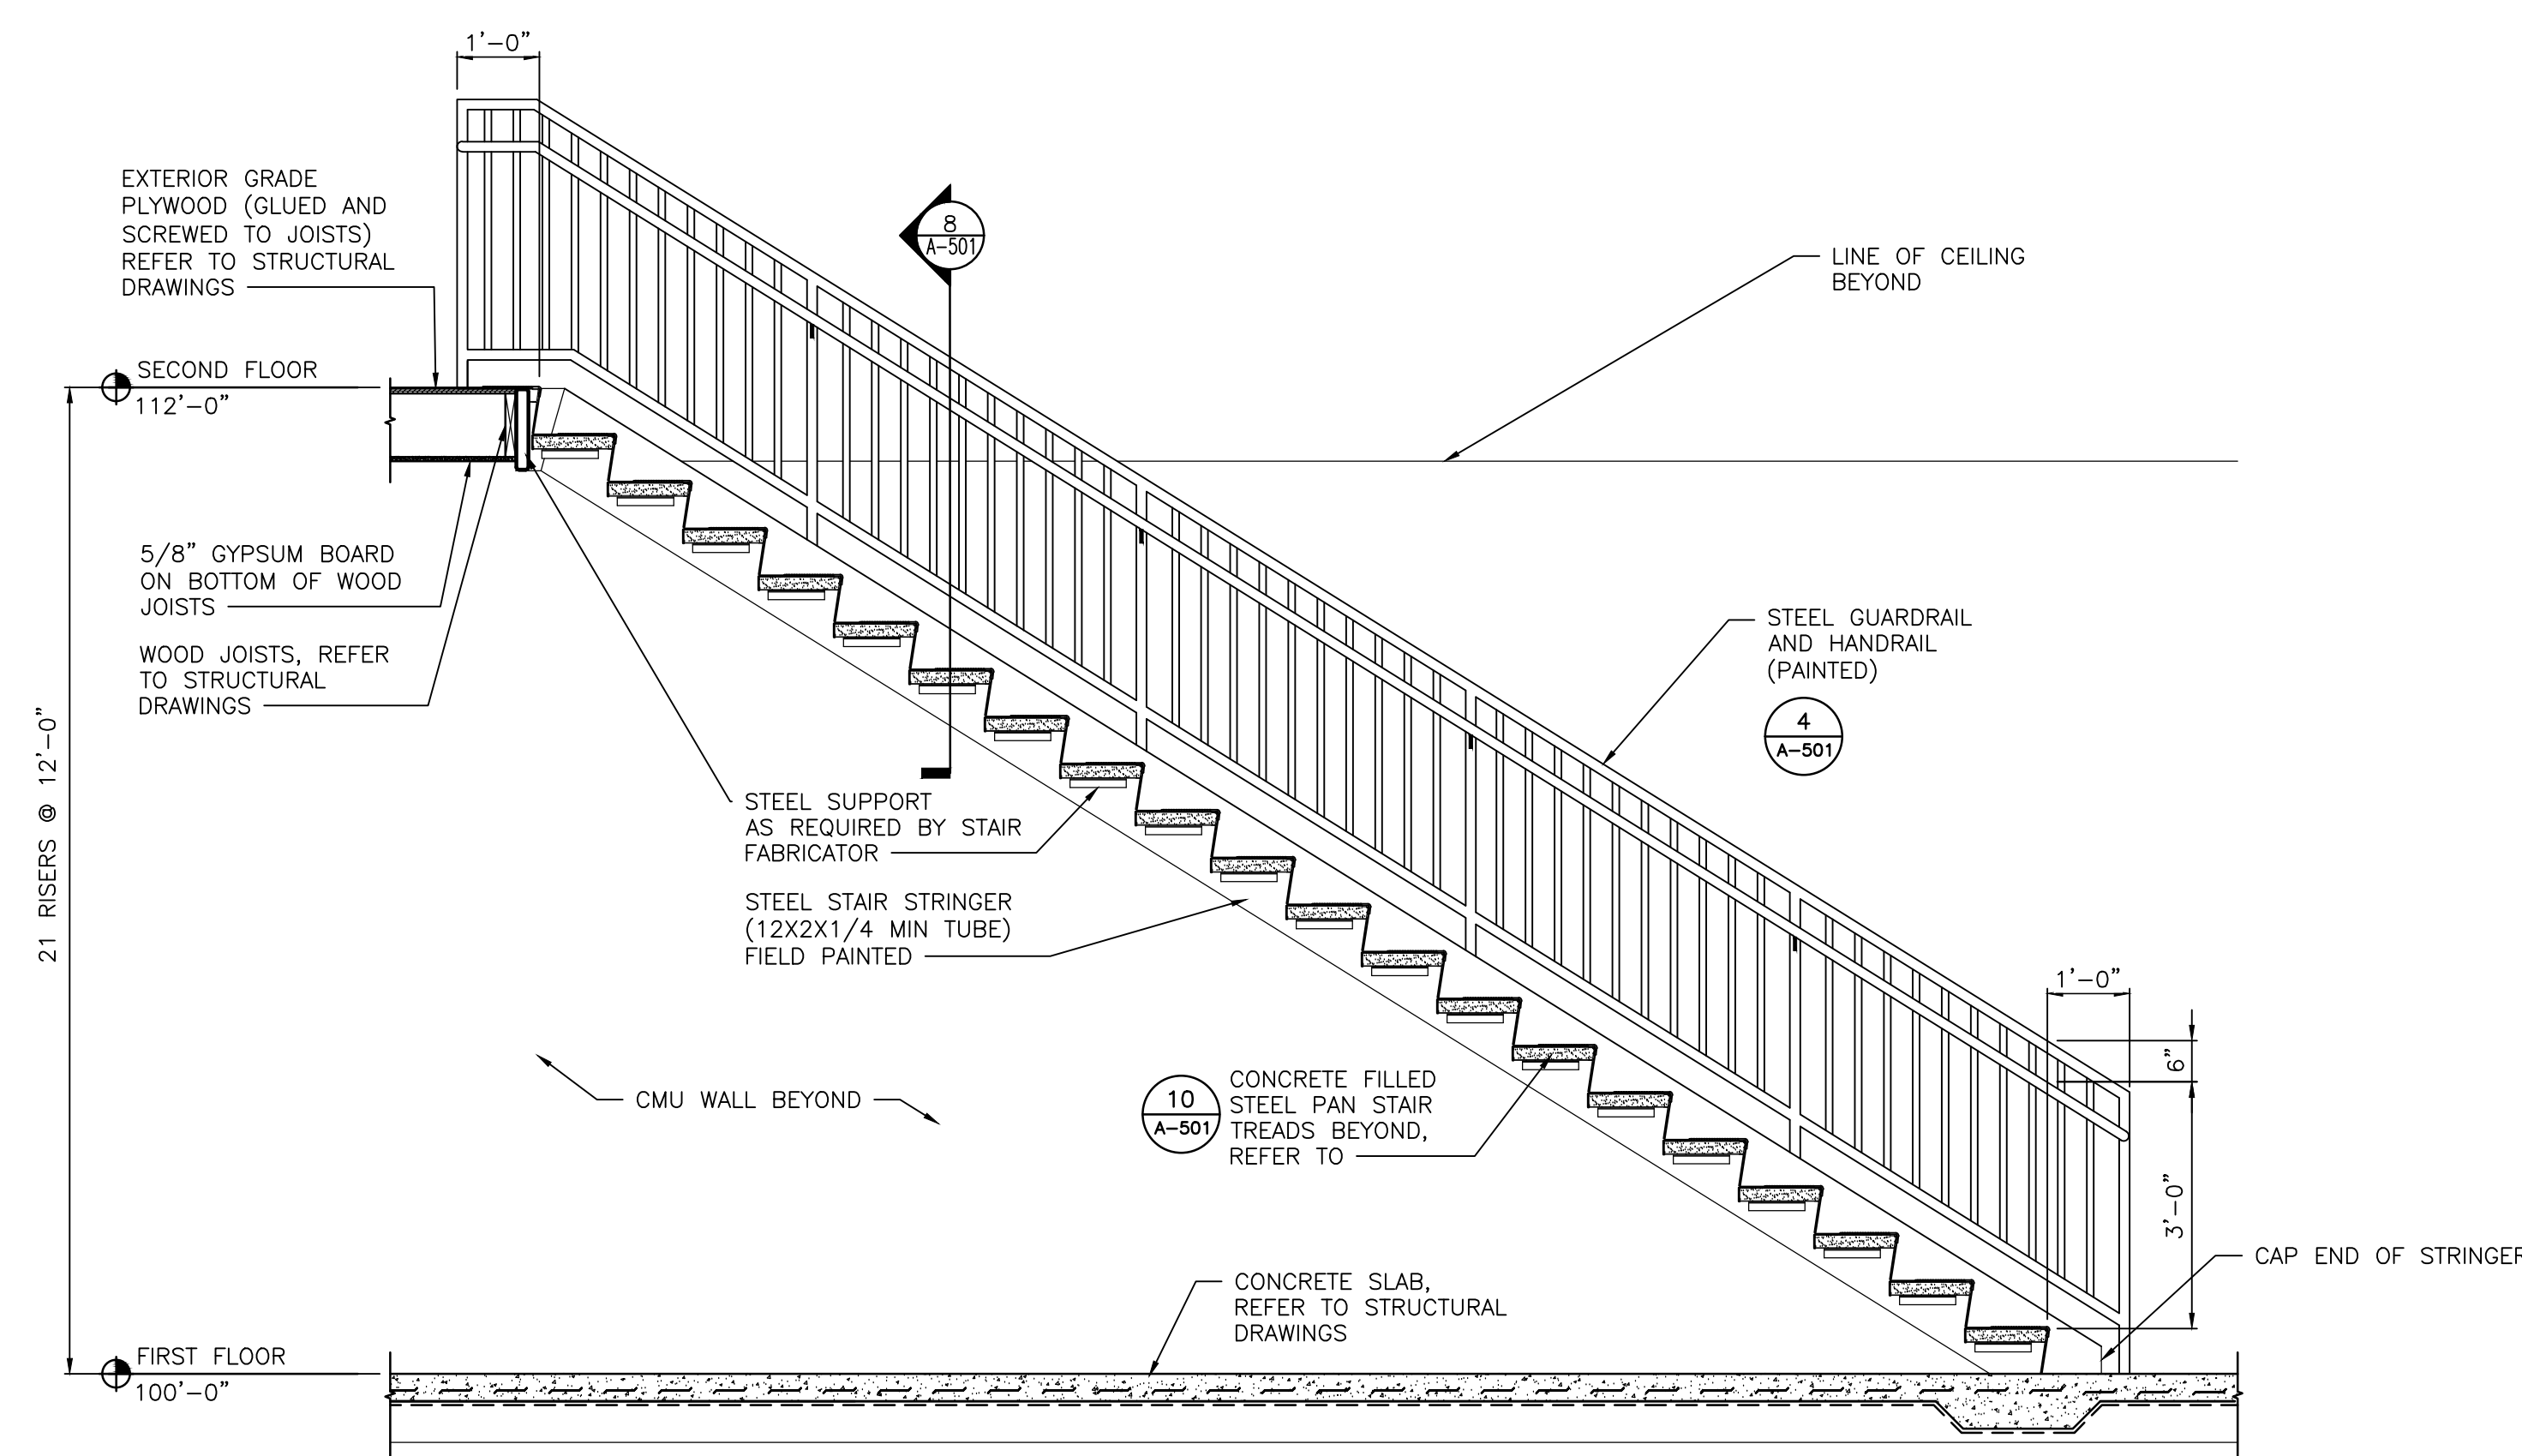 1'-0"
EXTERIOR GRADE
PLYWOOD (GLUED AND
SCREWED TO JOISTS)
REFER TO STRUCTURAL
DRAWINGS
8
A-501
LINE OF CEILING
BEYOND
SECOND FLOOR
112'-0"
5/8" GYPSUM BOARD
ON BOTTOM OF WOOD
JOISTS
WOOD JOISTS, REFER
TO STRUCTURAL
DRAWINGS
STEEL GUARDRAIL
AND HANDRAIL
(PAINTED)
4
A-501
21 RISERS @ 12'-0"
STEEL SUPPORT
AS REQUIRED BY STAIR
FABRICATOR
STEEL STAIR STRINGER
(12X2X1/4 MIN TUBE)
FIELD PAINTED
1'-0"
6"
3'-0"
CMU WALL BEYOND
10
A-501
CONCRETE FILLED
STEEL PAN STAIR
TREADS BEYOND,
REFER TO
CAP END OF STRINGER
CONCRETE SLAB,
REFER TO STRUCTURAL
DRAWINGS
FIRST FLOOR
100'-0"